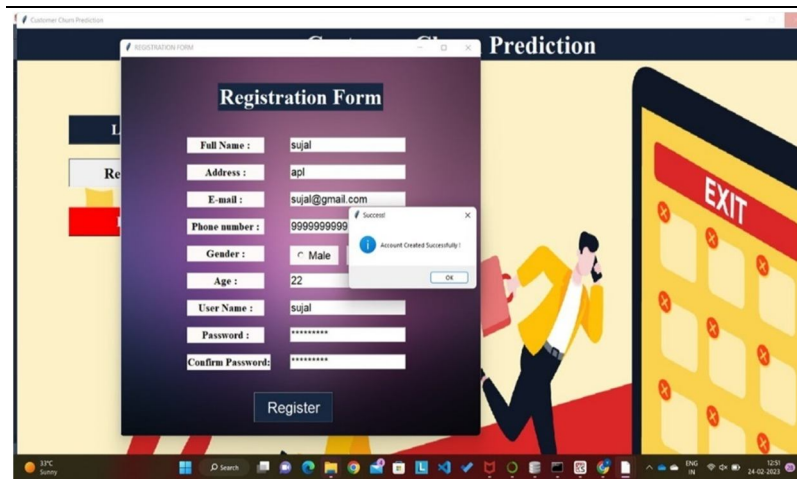 Customer Churn Prediction
Prediction
REGISTRATION FORM
Registration Form
Full Name :
sujal
Address :
apl
E-mail :
sujal@gmail.com
Phone number :
9999999999
Gender :
Male
Age :
22
User Name :
sujal
Password :
*********
Confirm Password:
*********
Register
Success!
Account Created Successfully !
OK
L
Re
EXIT
33°C
Sunny
Search
ENG
IN
12:51
24-02-2023